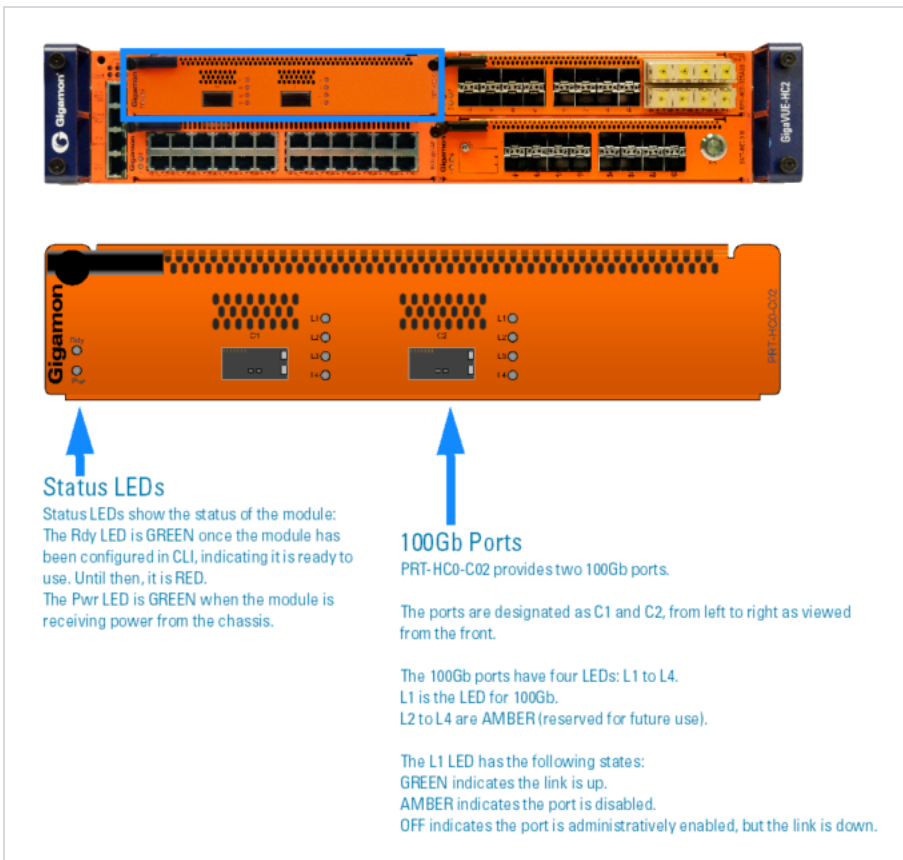 Gigamon®
Gigamon
GigaVUE-HC2
Gigamon
Gigamon
Gigamon
Rdy
Pwr
C1
L1
L2
L3
L4
C2
L1
L2
L3
L4
PRT-HC0-C02
Status LEDs
Status LEDs show the status of the module:
The Rdy LED is GREEN once the module has
been configured in CLI, indicating it is ready to
use. Until then, it is RED.
The Pwr LED is GREEN when the module is
receiving power from the chassis.
100Gb Ports
PRT-HC0-C02 provides two 100Gb ports.
The ports are designated as C1 and C2, from left to right as viewed
from the front.
The 100Gb ports have four LEDs: L1 to L4.
L1 is the LED for 100Gb.
L2 to L4 are AMBER (reserved for future use).
The L1 LED has the following states:
GREEN indicates the link is up.
AMBER indicates the port is disabled.
OFF indicates the port is administratively enabled, but the link is down.